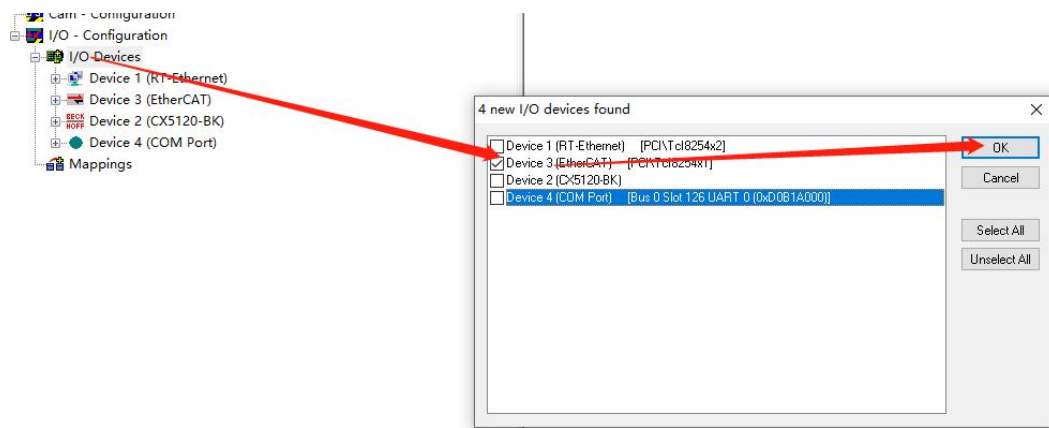 Cam - Configuration
I/O - Configuration
I/O Devices
Device 1 (RT-Ethernet)
Device 3 (EtherCAT)
BECK
HOFF
Device 2 (CX5120-BK)
Device 4 (COM Port)
Mappings
4 new I/O devices found
Device 1 (RT-Ethernet) [PCI\TcI8254x2]
Device 3 (EtherCAT) [PCI\TcI8254x1]
Device 2 (CX5120-BK)
Device 4 (COM Port) [Bus 0 Slot 126 UART 0 (0xD0B1A000)]
OK
Cancel
Select All
Unselect All